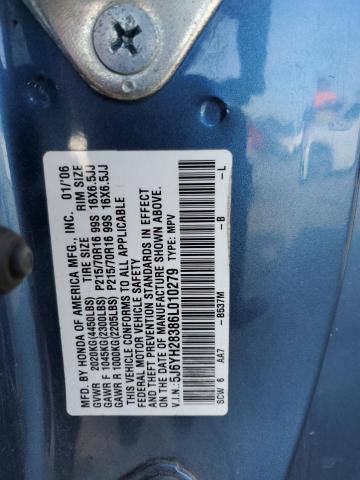 MFD. BY HONDA OF AMERICA MFG., INC. 01/'06
TIRE SIZE RIM SIZE
GVWR 2020KG(4450LBS) P215/70R16 99S 16X6.5JJ
GAWR F 1045KG(2300LBS) P215/70R16 99S 16X6.5JJ
GAWR R 1000KG(2205LBS)
THIS VEHICLE CONFORMS TO ALL APPLICABLE
FEDERAL MOTOR VEHICLE SAFETY AND
THEFT PREVENTION STANDARDS IN EFFECT
ON THE DATE OF MANUFACTURE SHOWN ABOVE.
V.I.N.:5J6YH28386L010279 TYPE: MPV
SCW 6 AA7 - B537M - B - L